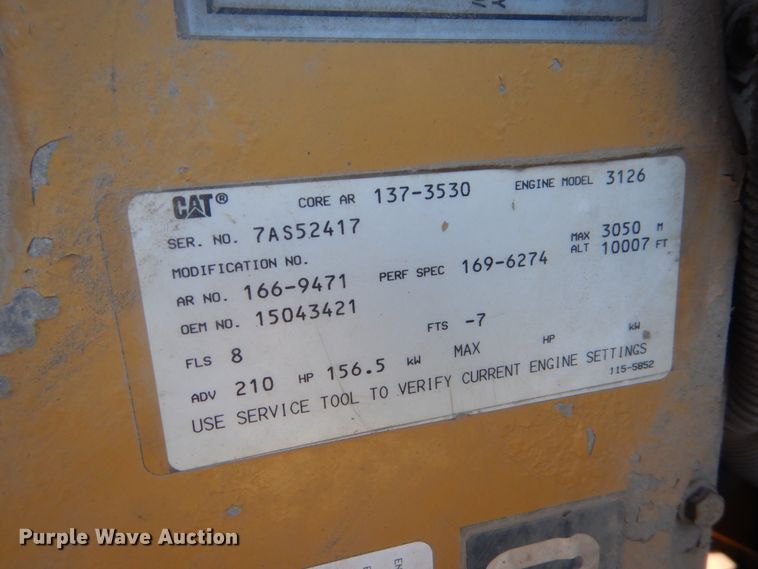 CAT® CORE AR 137-3530 ENGINE MODEL 3126
SER. NO. 7AS52417
MODIFICATION NO.
AR NO. 166-9471 PERF SPEC 169-6274 MAX ALT 3050 M 10007 FT
OEM NO. 15043421
FLS 8 FTS -7
ADV 210 HP 156.5 kW MAX HP kW
USE SERVICE TOOL TO VERIFY CURRENT ENGINE SETTINGS 115-5852
Purple Wave Auction